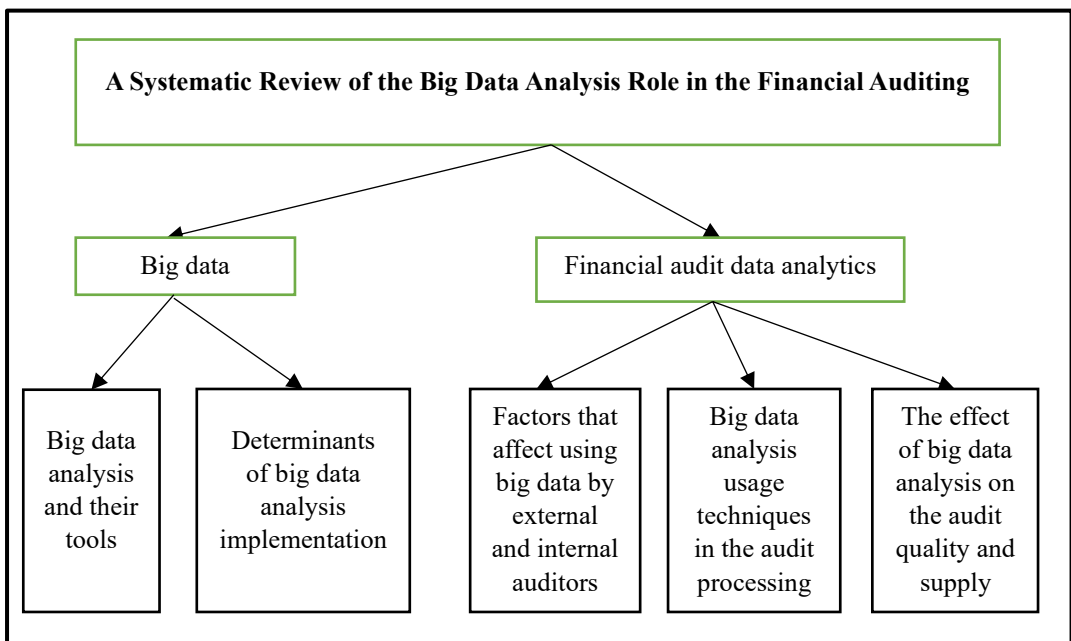 A Systematic Review of the Big Data Analysis Role in the Financial Auditing
Big data
Financial audit data analytics
Big data
analysis
and their
tools
Determinants
of big data
analysis
implementation
Factors that
affect using
big data by
external
and internal
auditors
Big data
analysis
usage
techniques
in the audit
processing
The effect
of big data
analysis on
the audit
quality and
supply